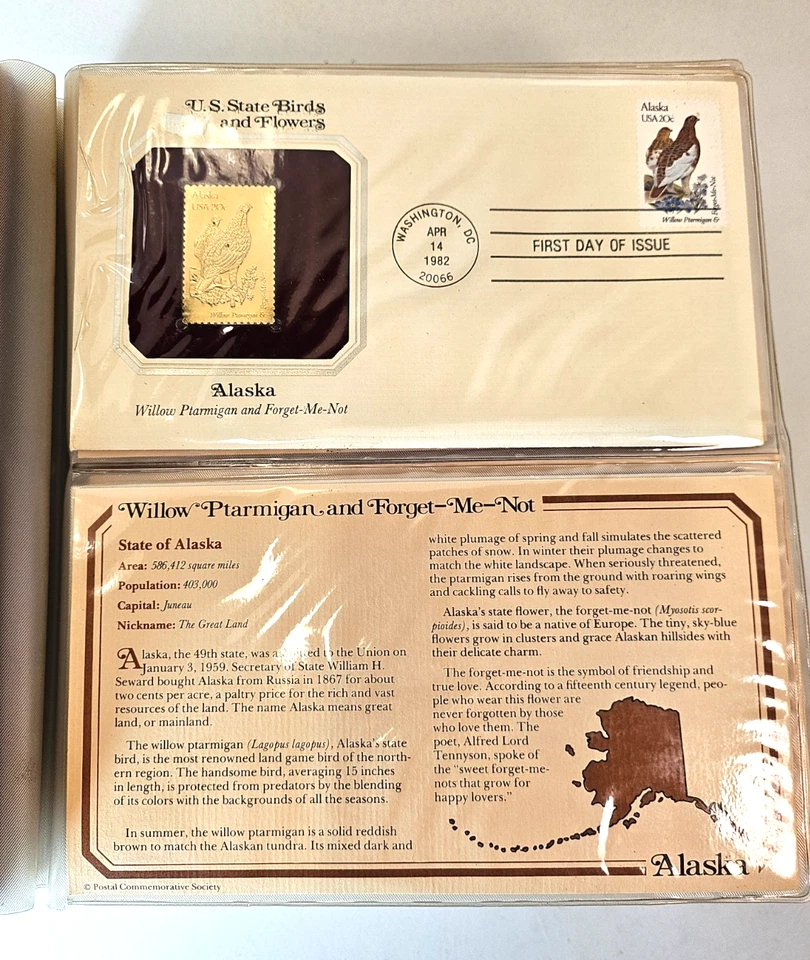 U.S. State Birds
and Flowers
Alaska
USA 20c
Willow Ptarmigan &
Alaska
Willow Ptarmigan and Forget-Me-Not
WASHINGTON, DC
APR
14
1982
20066
FIRST DAY OF ISSUE
Alaska
USA 20c
Forget-Me-Not
Willow Ptarmigan &
Willow Ptarmigan and Forget-Me-Not
State of Alaska
Area: 586,412 square miles
Population: 403,000
Capital: Juneau
Nickname: The Great Land
Alaska, the 49th state, was to the Union on
January 3, 1959. Secretary of State William H.
Seward bought Alaska from Russia in 1867 for about
two cents per acre, a paltry price for the rich and vast
resources of the land. The name Alaska means great
land, or mainland.
The willow ptarmigan (Lagopus lagopus), Alaska's state
bird, is the most renowned land game bird of the north-
ern region. The handsome bird, averaging 15 inches
in length, is protected from predators by the blending
of its colors with the backgrounds of all the seasons.
In summer, the willow ptarmigan is a solid reddish
brown to match the Alaskan tundra. Its mixed dark and
white plumage of spring and fall simulates the scattered
patches of snow. In winter their plumage changes to
match the white landscape. When seriously threatened,
the ptarmigan rises from the ground with roaring wings
and cackling calls to fly away to safety.
Alaska's state flower, the forget-me-not (Myosotis scor-
pioides), is said to be a native of Europe. The tiny, sky-blue
flowers grow in clusters and grace Alaskan hillsides with
their delicate charm.
The forget-me-not is the symbol of friendship and
true love. According to a fifteenth century legend, peo-
ple who wear this flower are
never forgotten by those
who love them. The
poet, Alfred Lord
Tennyson, spoke of
the "sweet forget-me-
nots that grow for
happy lovers."
Alaska
© Postal Commemorative Society